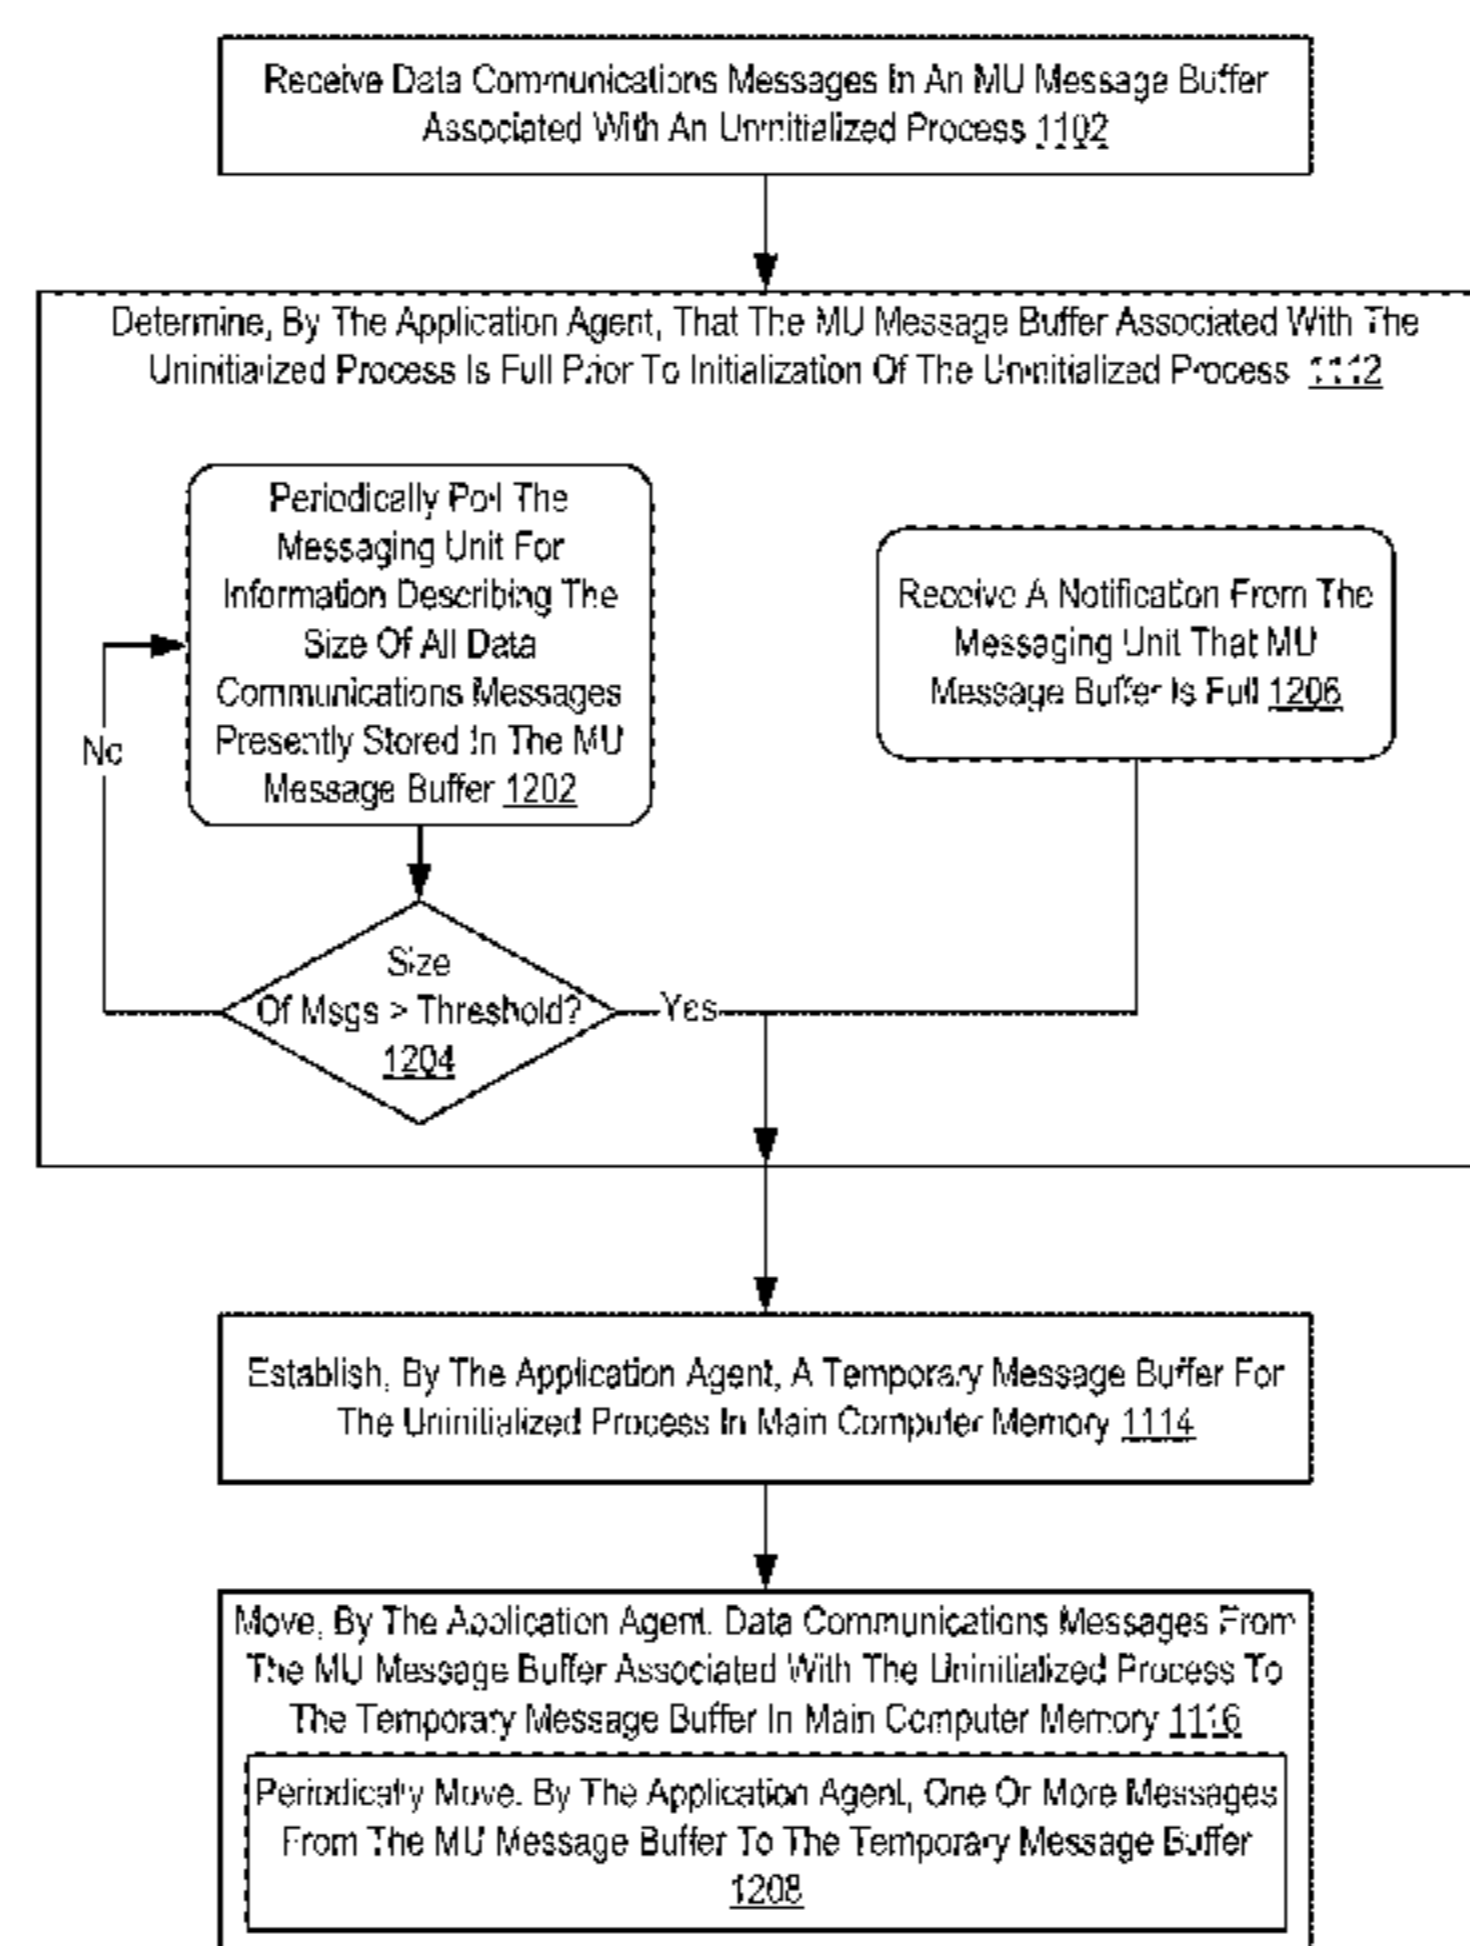 Receive Data Communications Messages In An MU Message Buffer
Associated With An Uninitialized Process 1102
Determine, By The Application Agent, That The MU Message Buffer Associated With The
Uninitialized Process Is Full Prior To Initialization Of The Uninitialized Process 1112
Periodically Poll The
Messaging Unit For
Information Describing The
Size Of All Data
Communications Messages
Presently Stored In The MU
Message Buffer 1202
Receive A Notification From The
Messaging Unit That MU
Message Buffer Is Full 1206
No
Size
Of Msgs > Threshold?
1204
Yes
Establish, By The Application Agent, A Temporary Message Buffer For
The Uninitialized Process In Main Computer Memory 1114
Move, By The Application Agent, Data Communications Messages From
The MU Message Buffer Associated With The Uninitialized Process To
The Temporary Message Buffer In Main Computer Memory 1116
Periodically Move, By The Application Agent, One Or More Messages
From The MU Message Buffer To The Temporary Message Buffer
1208